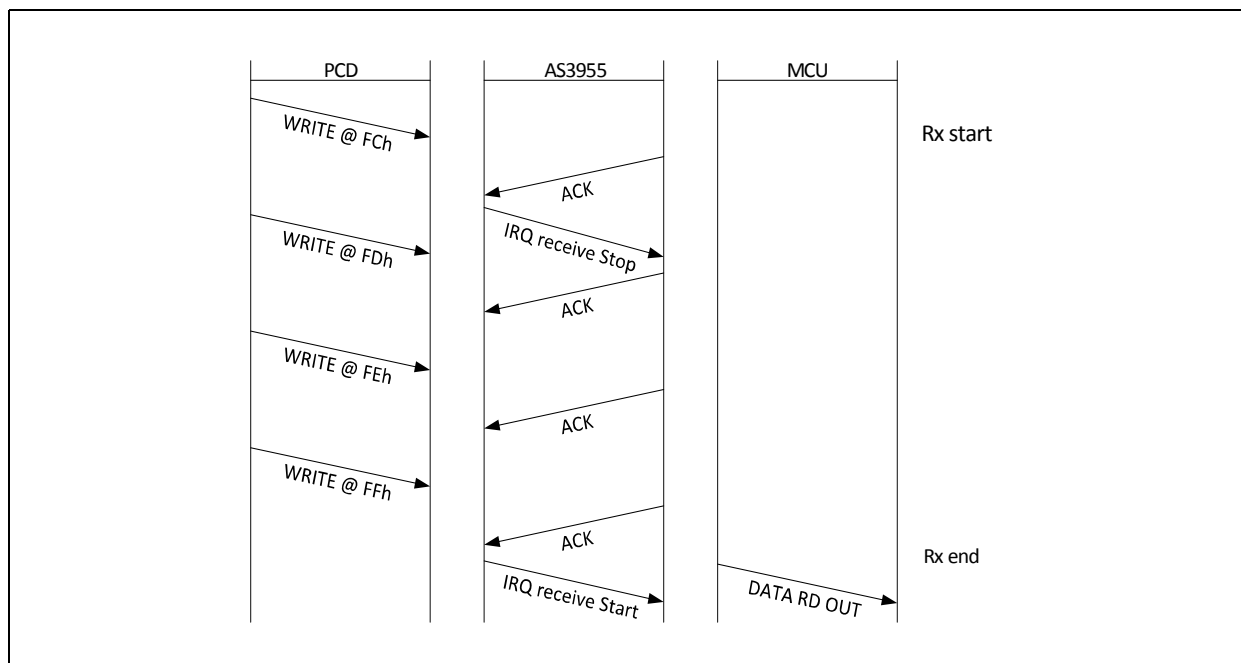 PCD AS3955 MCU
WRITE @ FCh
Rx start
ACK
IRQ receive Stop
WRITE @ FDh
ACK
WRITE @ FEh
ACK
WRITE @ FFh
ACK
Rx end
IRQ receive Start
DATA RD OUT